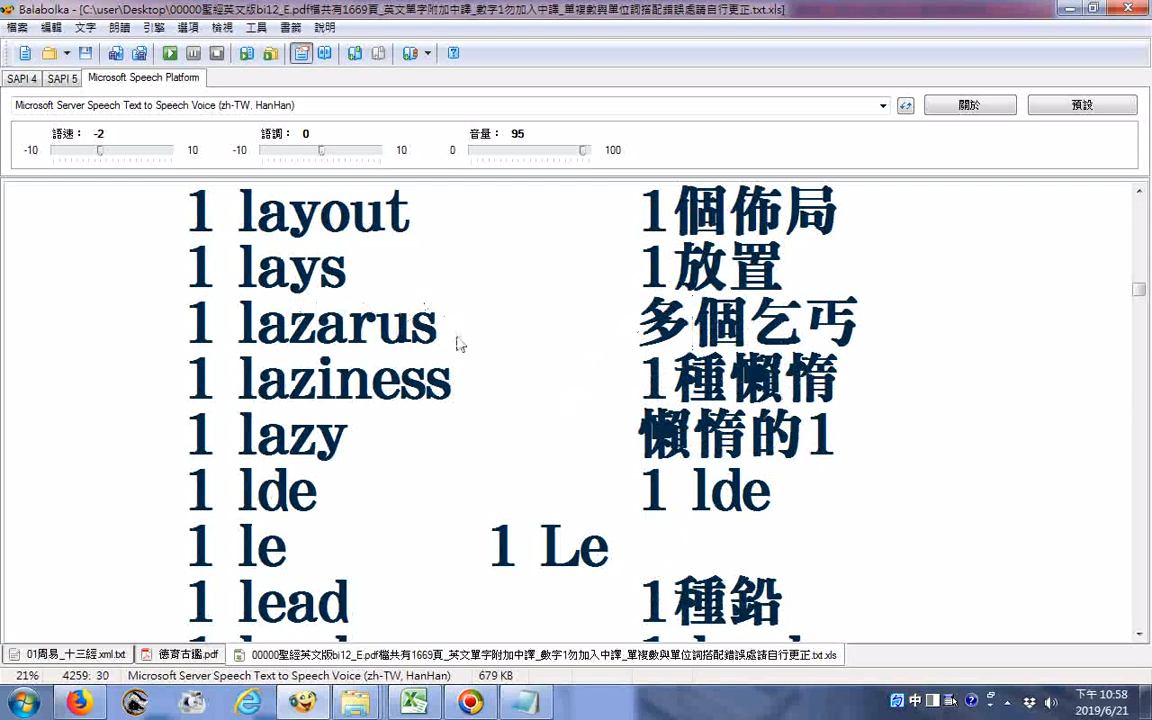 Balabolka - [C:\user\Desktop\00000聖經英文版bi12_E.pdf檔共有1669頁_英文單字附加中譯_數字1勿加入中譯_單複數與單位詞搭配錯誤處請自行更正.txt.xls]
檔案 編輯 文字 朗讀 引擎 選項 檢視 工具 書籤 說明
SAPI 4 SAPI 5 Microsoft Speech Platform
Microsoft Server Speech Text to Speech Voice (zh-TW, HanHan) 關於 預設
語速： -2 語調： 0 音量： 95
-10 10 -10 10 0 100
1 layout 1個佈局
1 lays 1放置
1 lazarus 多個乞丐
1 laziness 1種懶惰
1 lazy 懶惰的1
1 lde 1 lde
1 le 1 Le
1 lead 1種鉛
01周易_十三經.xml.txt 德育古鑑.pdf 00000聖經英文版bi12_E.pdf檔共有1669頁_英文單字附加中譯_數字1勿加入中譯_單複數與單位詞搭配錯誤處請自行更正.txt.xls
21% 4259: 30 Microsoft Server Speech Text to Speech Voice (zh-TW, HanHan) 679 KB
中 下午 10:58
2019/6/21